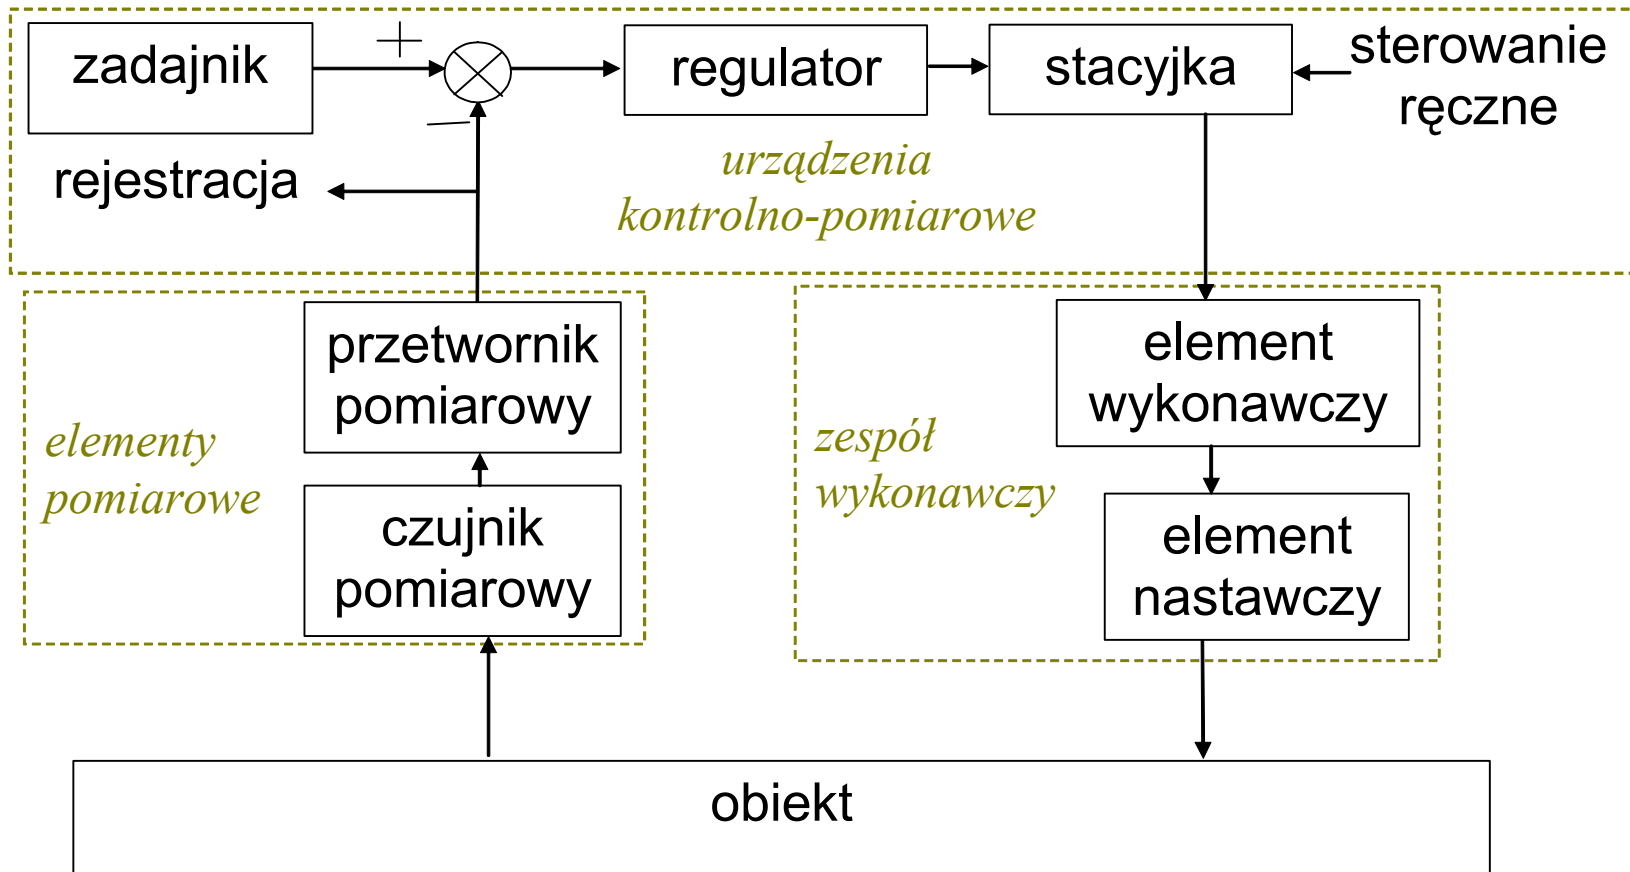 zadajnik
+
regulator
stacyjka
sterowanie
ręczne
–
rejestracja
urządzenia
kontrolno-pomiarowe
przetwornik
pomiarowy
elementy
pomiarowe
czujnik
pomiarowy
element
wykonawczy
zespół
wykonawczy
element
nastawczy
obiekt